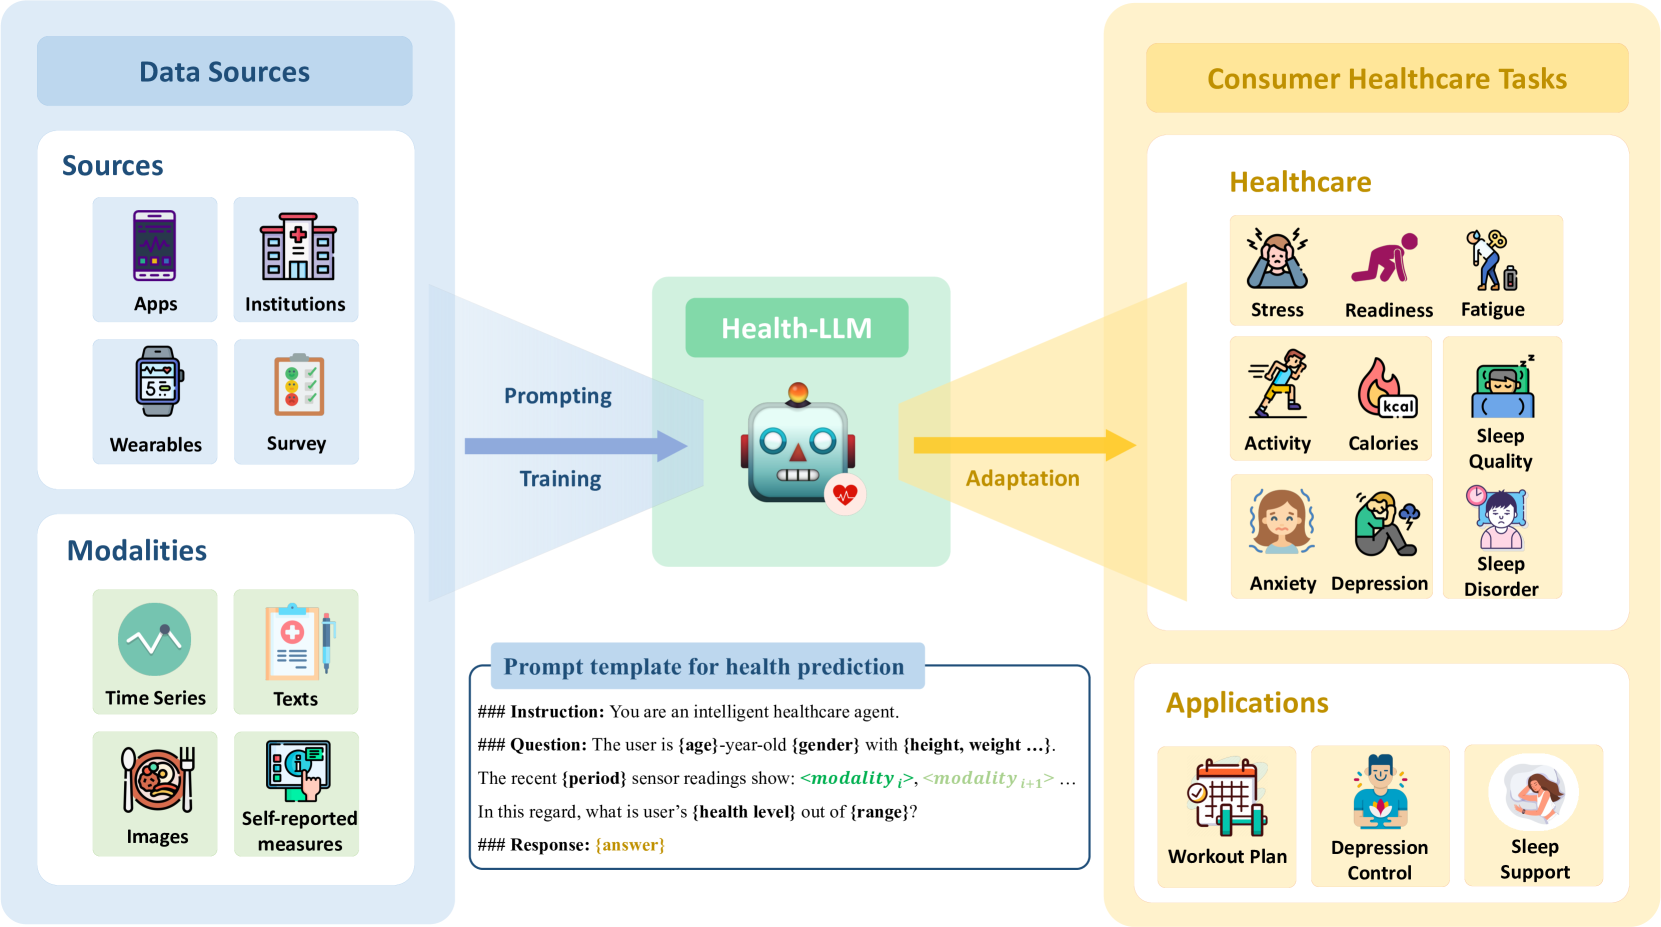 Data Sources
Sources
Apps
Institutions
5
Wearables
Survey
Modalities
Time Series
Texts
Images
Self-reported
measures
Prompting
Training
Health-LLM
Adaptation
Prompt template for health prediction
### Instruction: You are an intelligent healthcare agent.
### Question: The user is {age}-year-old {gender} with {height, weight …}.
The recent {period} sensor readings show: <modality i>, <modality i+1> …
In this regard, what is user’s {health level} out of {range}?
### Response: {answer}
Consumer Healthcare Tasks
Healthcare
Stress
Readiness
Fatigue
Activity
kcal
Calories
zz
Sleep
Quality
Anxiety
Depression
Sleep
Disorder
Applications
Workout Plan
Depression
Control
Sleep
Support